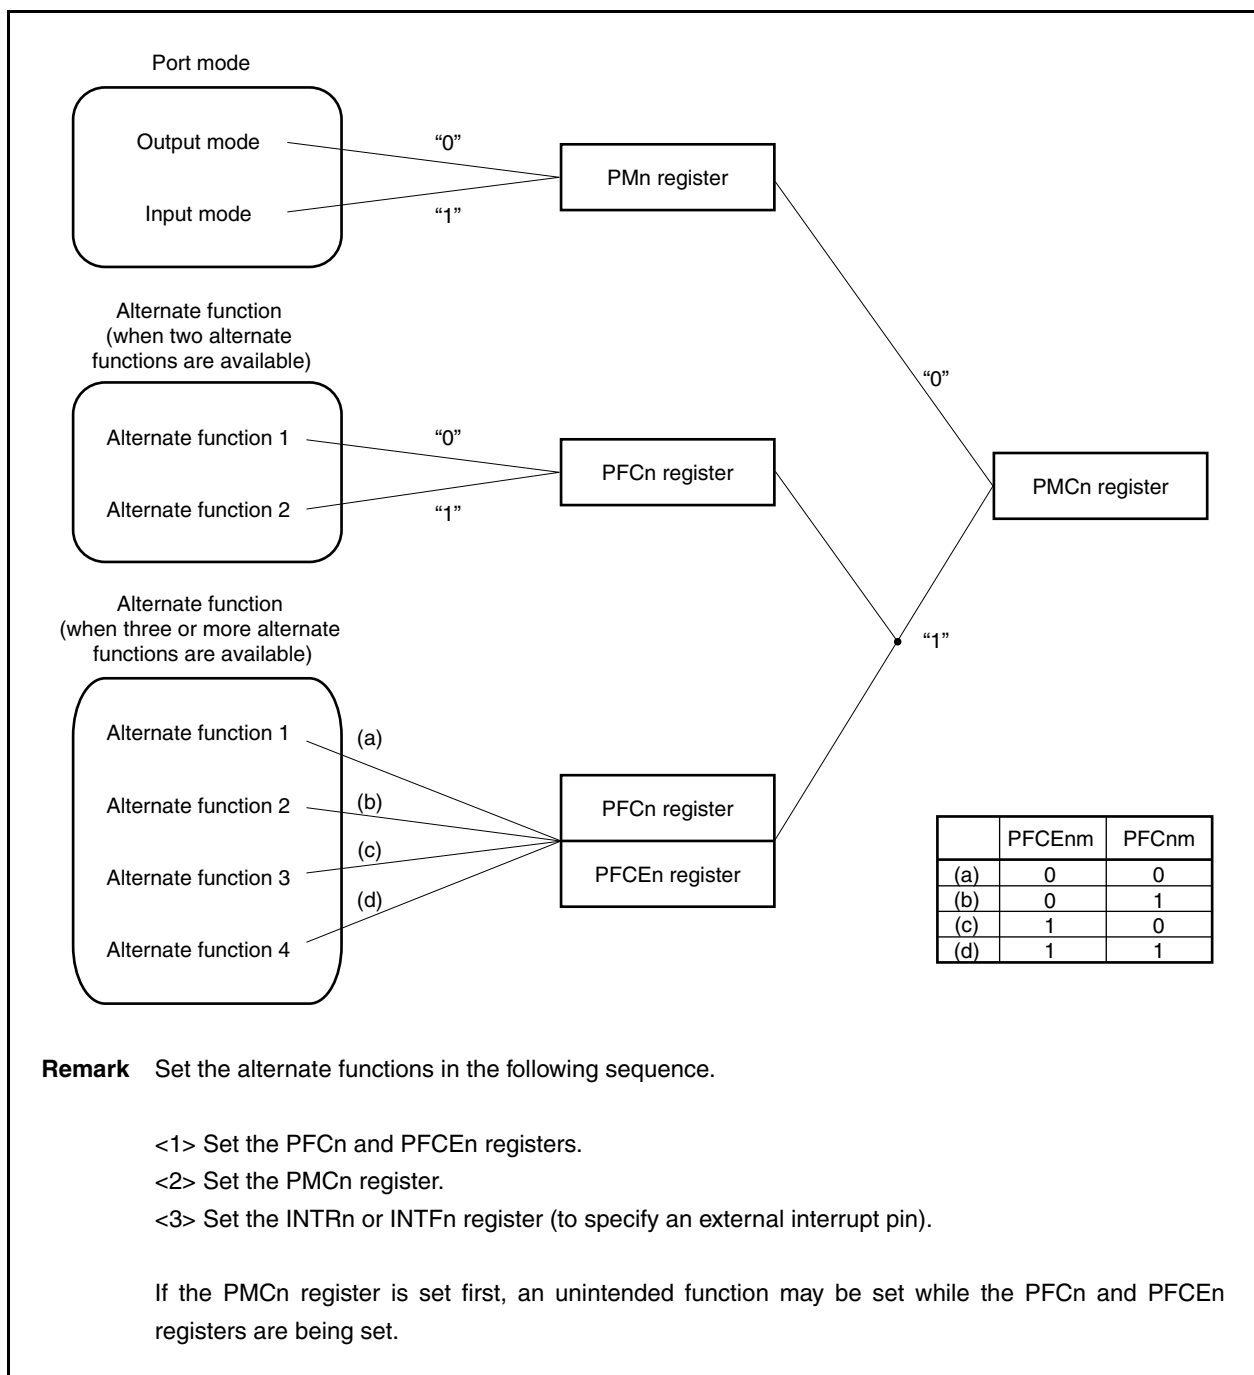 Port mode
Output mode
“0”
Input mode
“1”
PMn register
Alternate function
(when two alternate
functions are available)
Alternate function 1
“0”
Alternate function 2
“1”
PFCn register
“0”
PMCn register
“1”
Alternate function
(when three or more alternate
functions are available)
Alternate function 1
(a)
Alternate function 2
(b)
Alternate function 3
(c)
Alternate function 4
(d)
PFCn register
PFCEn register
PFCEnm PFCnm
(a) 0 0
(b) 0 1
(c) 1 0
(d) 1 1
Remark Set the alternate functions in the following sequence.
<1> Set the PFCn and PFCEn registers.
<2> Set the PMCn register.
<3> Set the INTRn or INTFn register (to specify an external interrupt pin).
If the PMCn register is set first, an unintended function may be set while the PFCn and PFCEn
registers are being set.